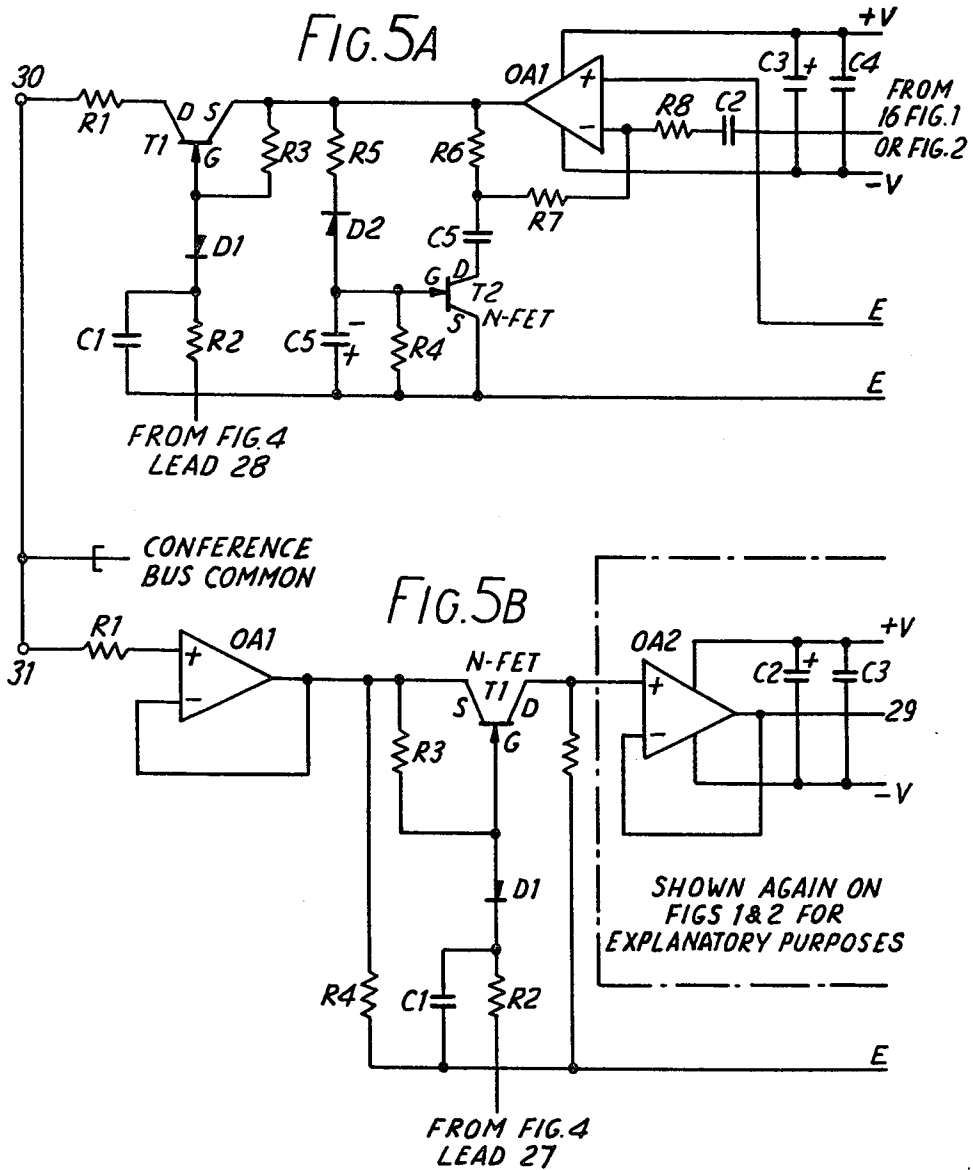 FIG.5A
30
R1
D S
T1
G
R3
D1
C1
R2
FROM FIG.4
LEAD 28
R5
D2
C5
-
+
R4
R6
C5
G D
T2
S
N-FET
R7
OA1
+
-
R8
C2
C3 +
C4
+V
FROM
16 FIG.1
OR FIG.2
-V
E
E
CONFERENCE
BUS COMMON
FIG.5B
31
R1
OA1
+
-
N-FET
T1
S D
G
R3
D1
R4
C1
R2
FROM FIG.4
LEAD 27
OA2
+
-
C2 +
C3
+V
29
-V
SHOWN AGAIN ON
FIGS 1&2 FOR
EXPLANATORY PURPOSES
E